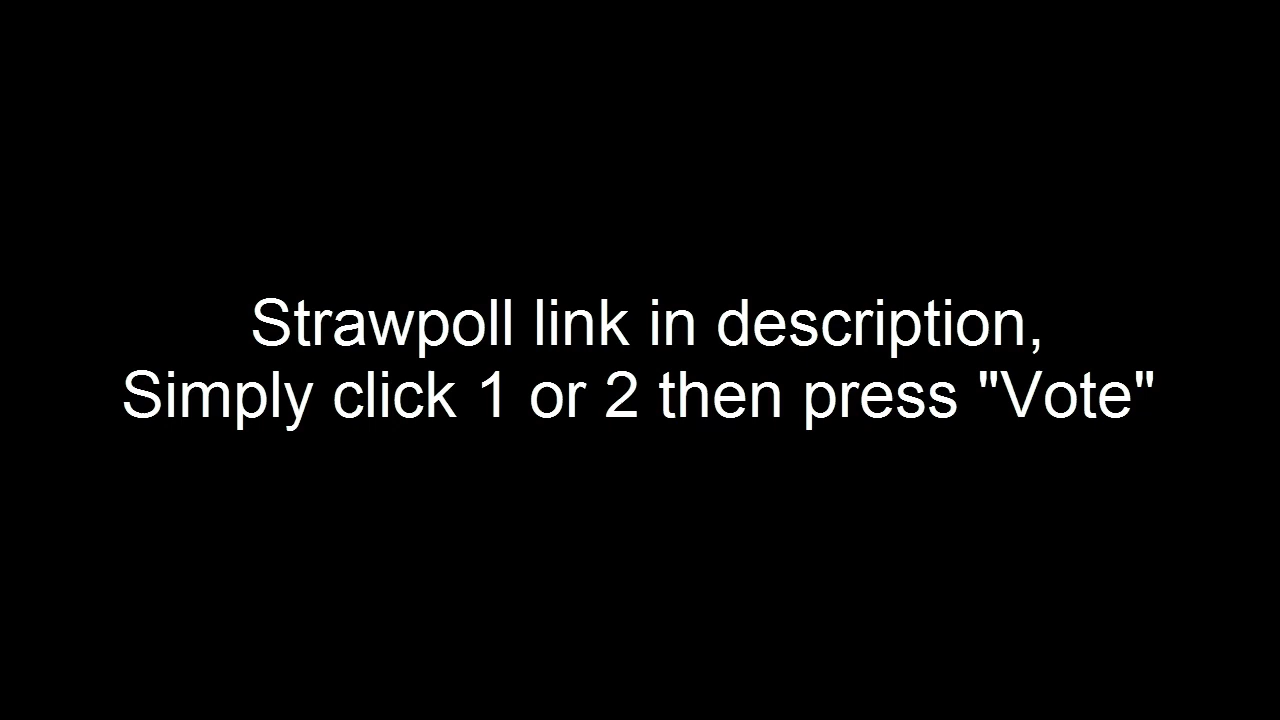 Strawpoll link in description,
Simply click 1 or 2 then press "Vote"